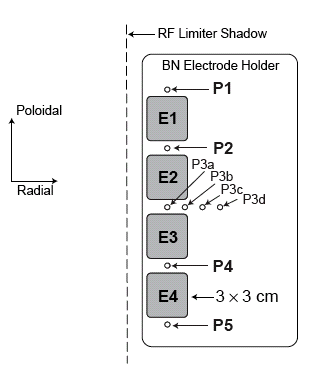 RF Limiter Shadow
BN Electrode Holder
P1
Poloidal
E1
P2
P3a
E2
P3b
P3c
P3d
Radial
E3
P4
E4
3 × 3 cm
P5